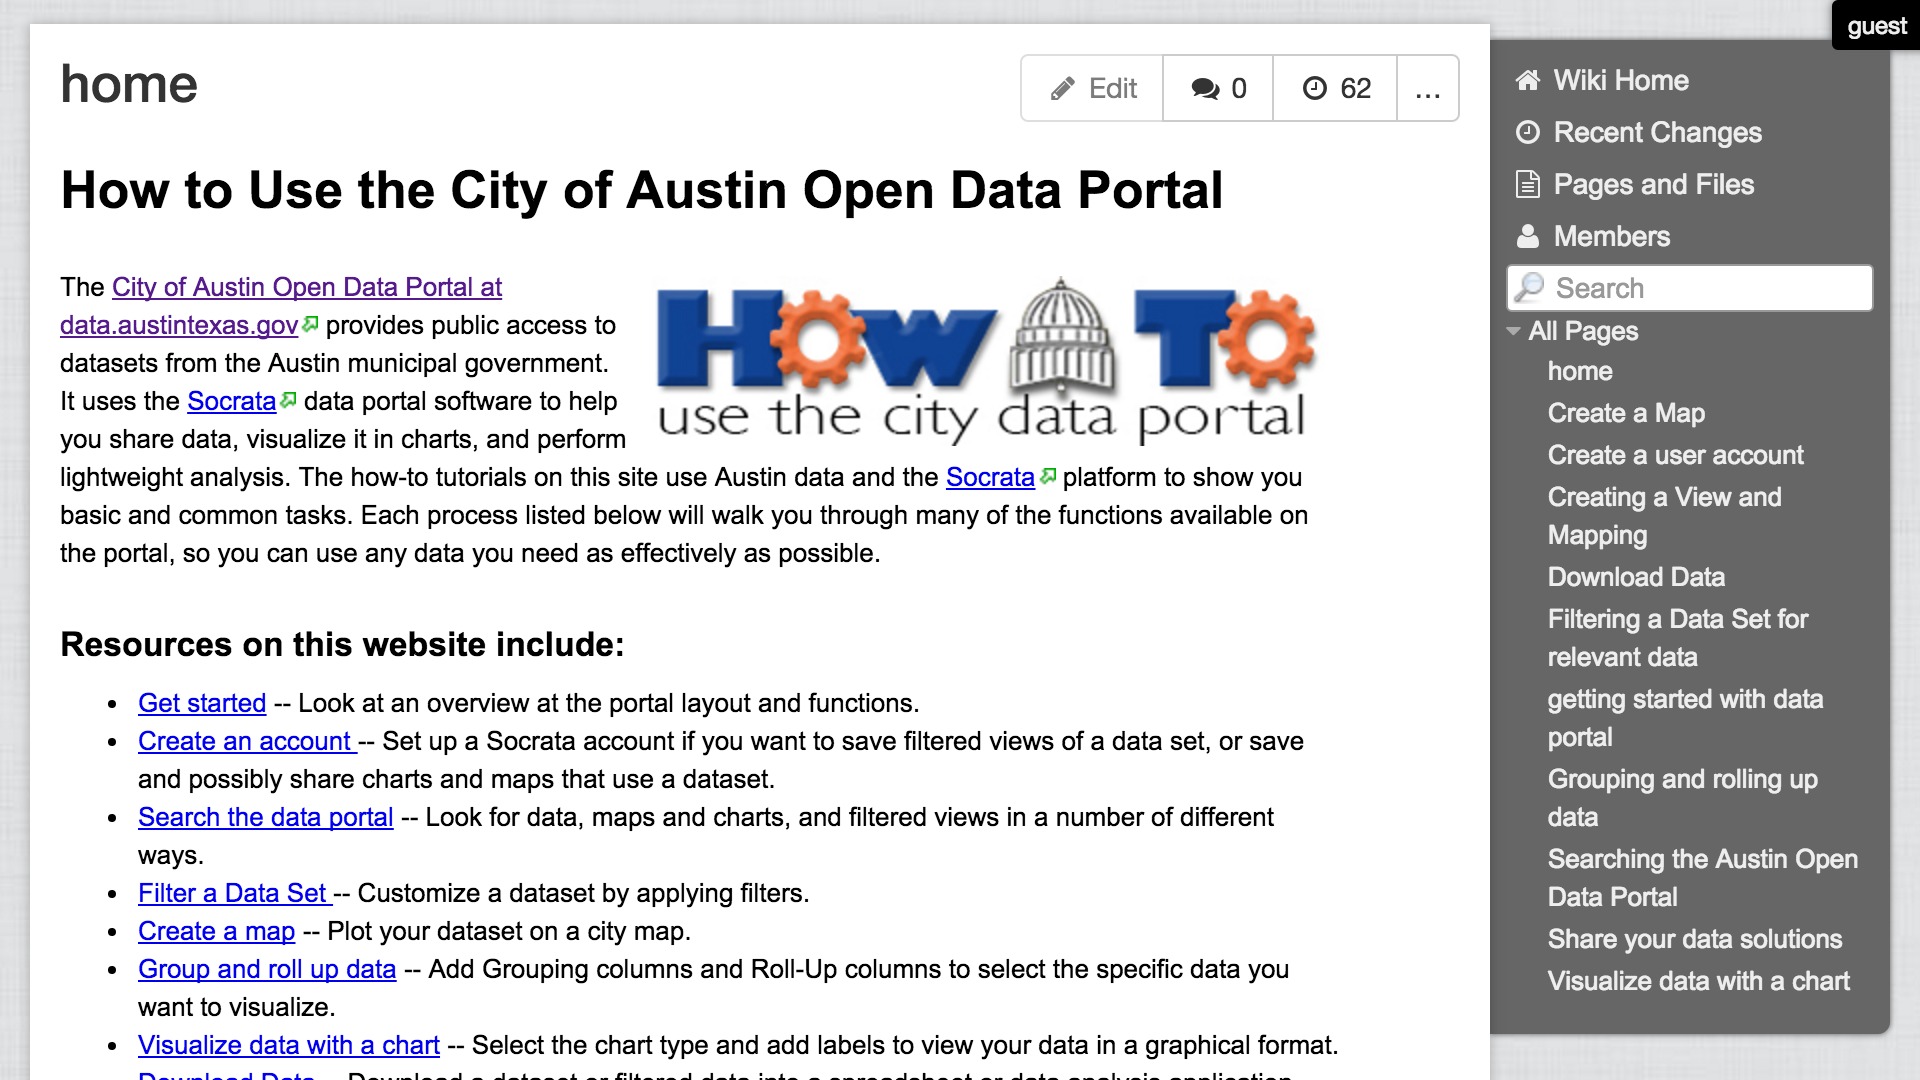 guest
home
Edit
0
62
...
How to Use the City of Austin Open Data Portal
The City of Austin Open Data Portal at
data.austintexas.gov provides public access to
datasets from the Austin municipal government.
It uses the Socrata data portal software to help
you share data, visualize it in charts, and perform
lightweight analysis. The how-to tutorials on this site use Austin data and the Socrata platform to show you
basic and common tasks. Each process listed below will walk you through many of the functions available on
the portal, so you can use any data you need as effectively as possible.
How To
use the city data portal
Resources on this website include:
• Get started -- Look at an overview at the portal layout and functions.
• Create an account -- Set up a Socrata account if you want to save filtered views of a data set, or save
and possibly share charts and maps that use a dataset.
• Search the data portal -- Look for data, maps and charts, and filtered views in a number of different
ways.
• Filter a Data Set -- Customize a dataset by applying filters.
• Create a map -- Plot your dataset on a city map.
• Group and roll up data -- Add Grouping columns and Roll-Up columns to select the specific data you
want to visualize.
• Visualize data with a chart -- Select the chart type and add labels to view your data in a graphical format.
Download Data -- Download a dataset or filtered data into a spreadsheet or data analysis application
Wiki Home
Recent Changes
Pages and Files
Members
Search
All Pages
home
Create a Map
Create a user account
Creating a View and
Mapping
Download Data
Filtering a Data Set for
relevant data
getting started with data
portal
Grouping and rolling up
data
Searching the Austin Open
Data Portal
Share your data solutions
Visualize data with a chart